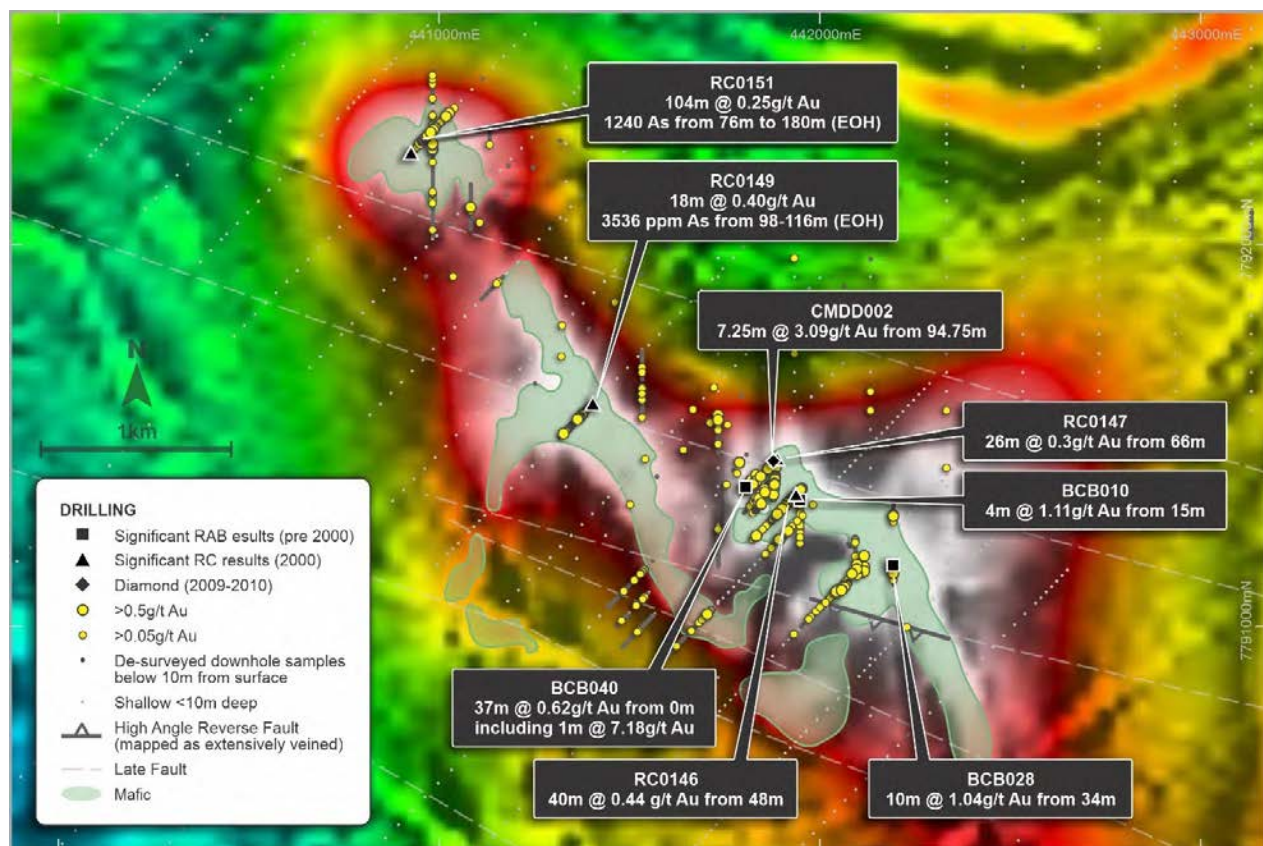 441000mE
442000mE
443000mE
RC0151
104m @ 0.25g/t Au
1240 As from 76m to 180m (EOH)
RC0149
18m @ 0.40g/t Au
3536 ppm As from 98-116m (EOH)
CMDD002
7.25m @ 3.09g/t Au from 94.75m
RC0147
26m @ 0.3g/t Au from 66m
BCB010
4m @ 1.11g/t Au from 15m
7791000mN
N
1km
DRILLING
Significant RAB esults (pre 2000)
Significant RC results (2000)
Diamond (2009-2010)
>0.5g/t Au
>0.05g/t Au
De-surveyed downhole samples
below 10m from surface
Shallow <10m deep
High Angle Reverse Fault
(mapped as extensively veined)
Late Fault
Mafic
BCB040
37m @ 0.62g/t Au from 0m
including 1m @ 7.18g/t Au
RC0146
40m @ 0.44 g/t Au from 48m
BCB028
10m @ 1.04g/t Au from 34m